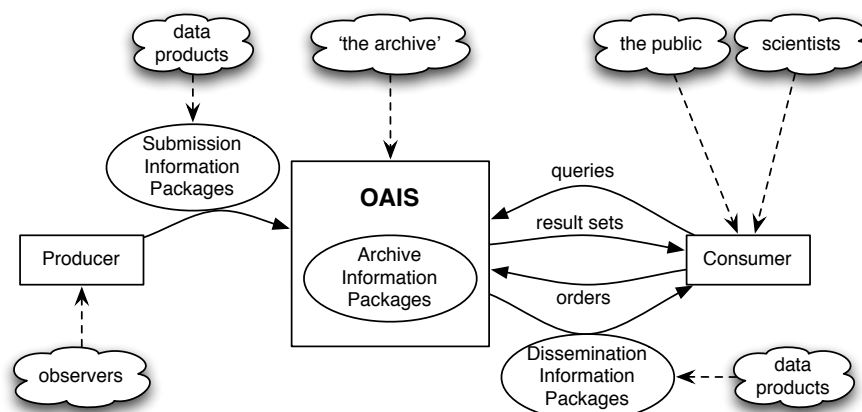 data
products
'the archive'
the public
scientists
Submission
Information
Packages
queries
OAIS
result sets
Producer
Archive
Information
Packages
Consumer
orders
observers
Dissemination
Information
Packages
data
products